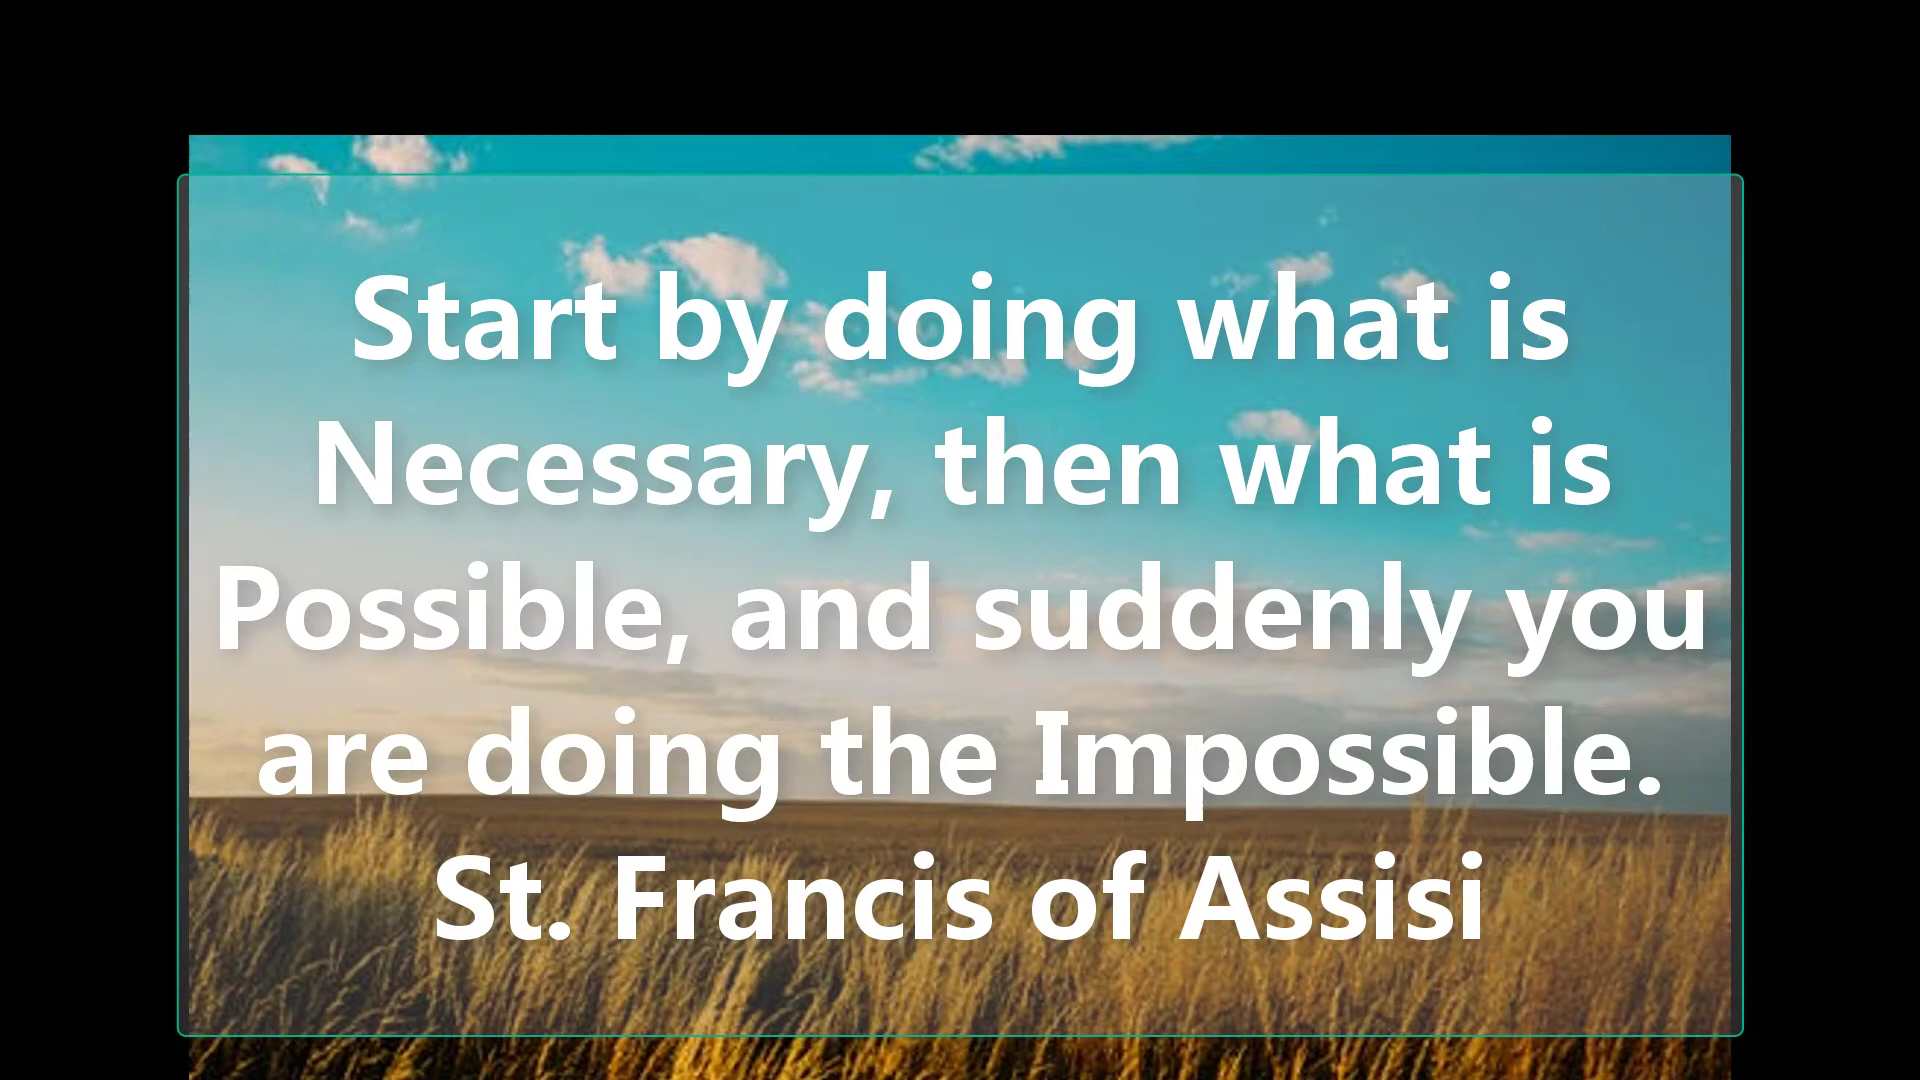 Start by doing what is
Necessary, then what is
Possible, and suddenly you
are doing the Impossible.
St. Francis of Assisi